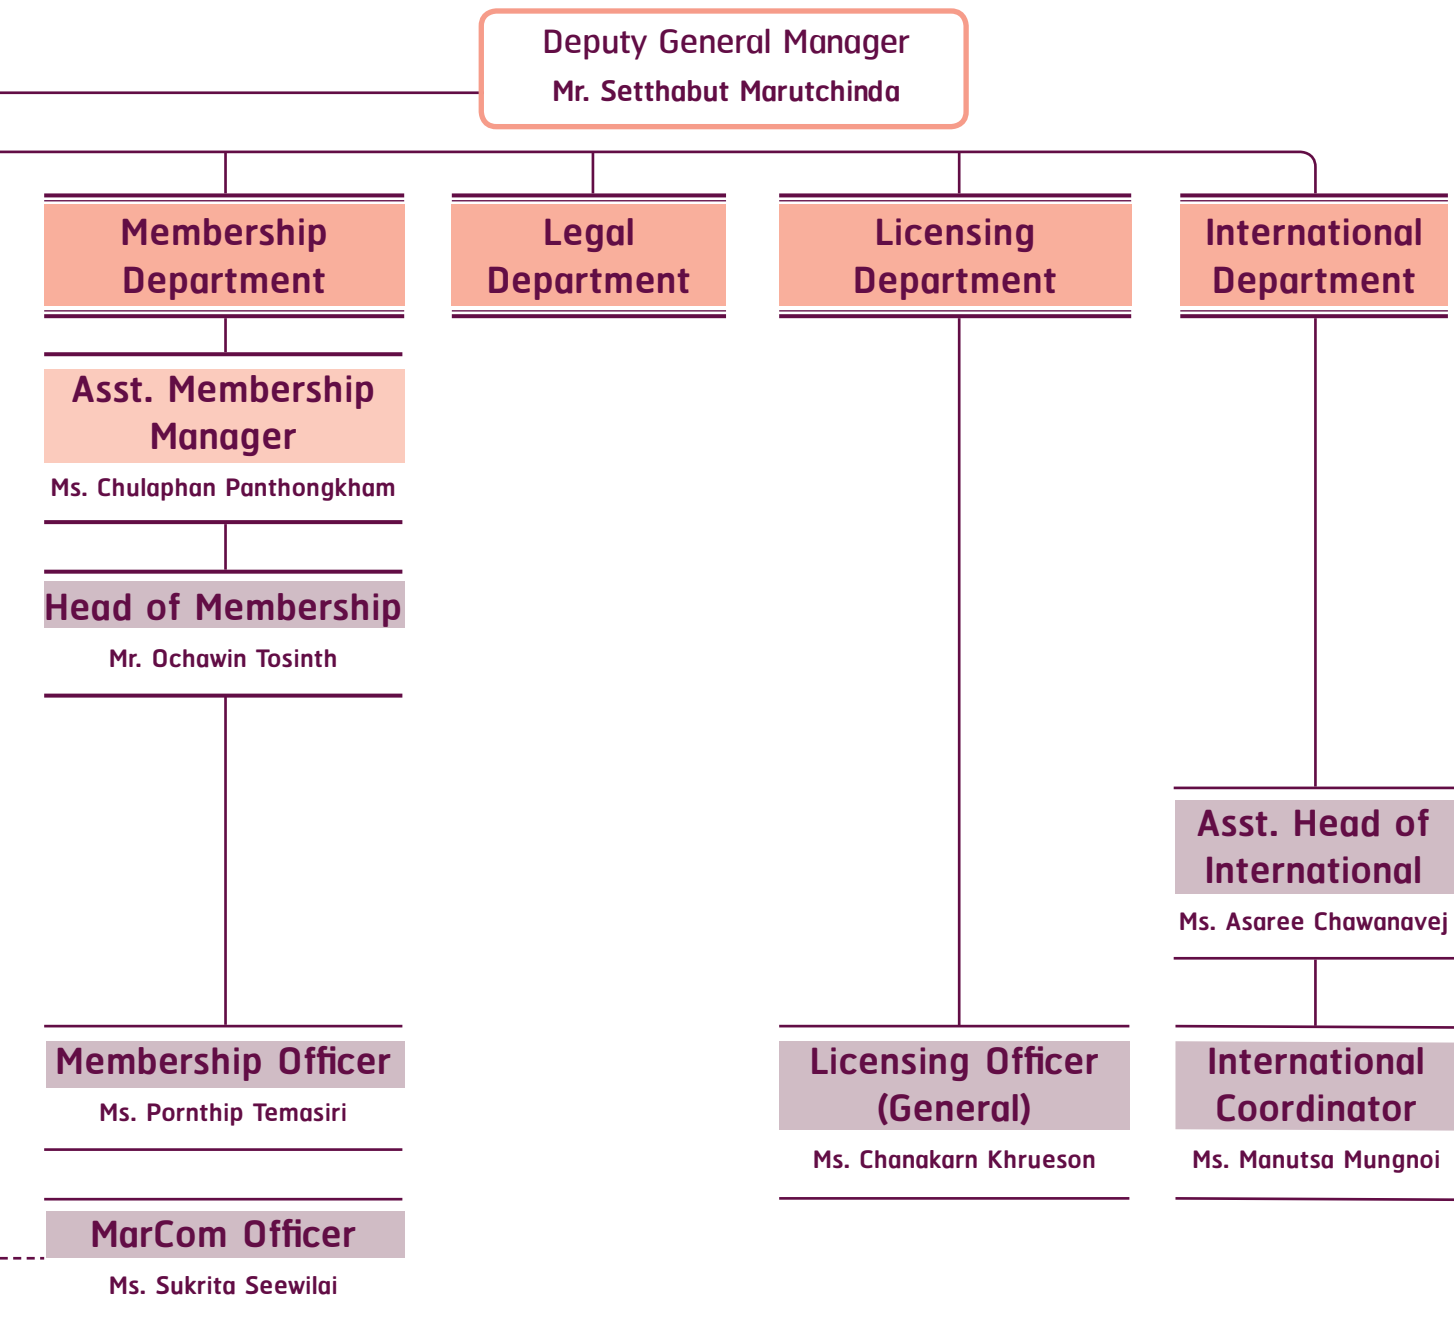 Deputy General Manager
Mr. Setthabut Marutchinda
Membership
Department
Legal
Department
Licensing
Department
International
Department
Asst. Membership
Manager
Ms. Chulaphan Panthongkham
Head of Membership
Mr. Ochawin Tosinth
Asst. Head of
International
Ms. Asaree Chawanavej
Membership Officer
Ms. Pornthip Temasiri
Licensing Officer
(General)
Ms. Chanakarn Khrueson
International
Coordinator
Ms. Manutsa Mungnoi
MarCom Officer
Ms. Sukrita Seewilai